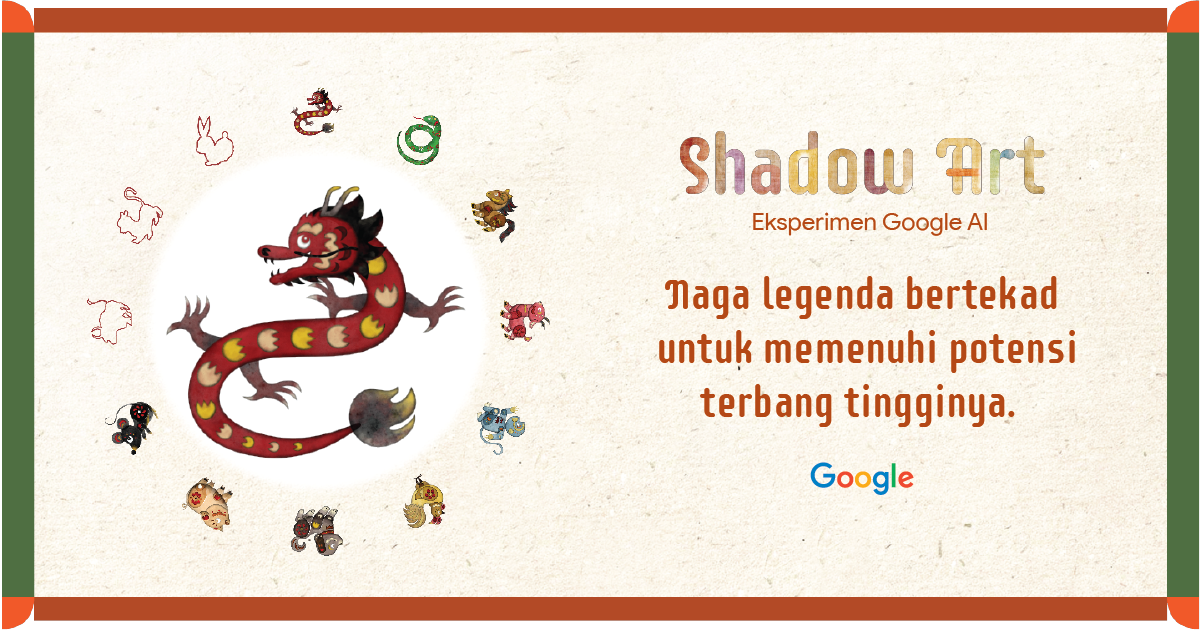 Shadow Art
Eksperimen Google AI
Naga legenda bertekad
untuk memenuhi potensi
terbang tingginya.
Google